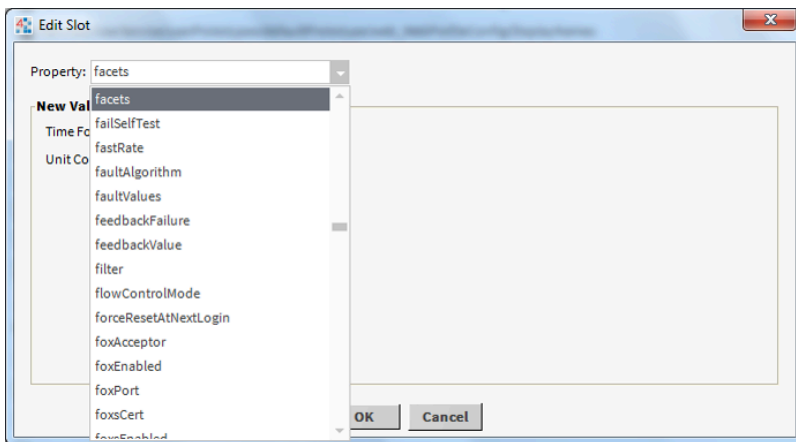 Edit Slot
Property: facets
facets
New Val
failSelfTest
Time Fo
fastRate
Unit Co
faultAlgorithm
faultValues
feedbackFailure
feedbackValue
filter
flowControlMode
forceResetAtNextLogin
foxAcceptor
foxEnabled
foxPort
foxsCert
OK Cancel
foxsEnabled